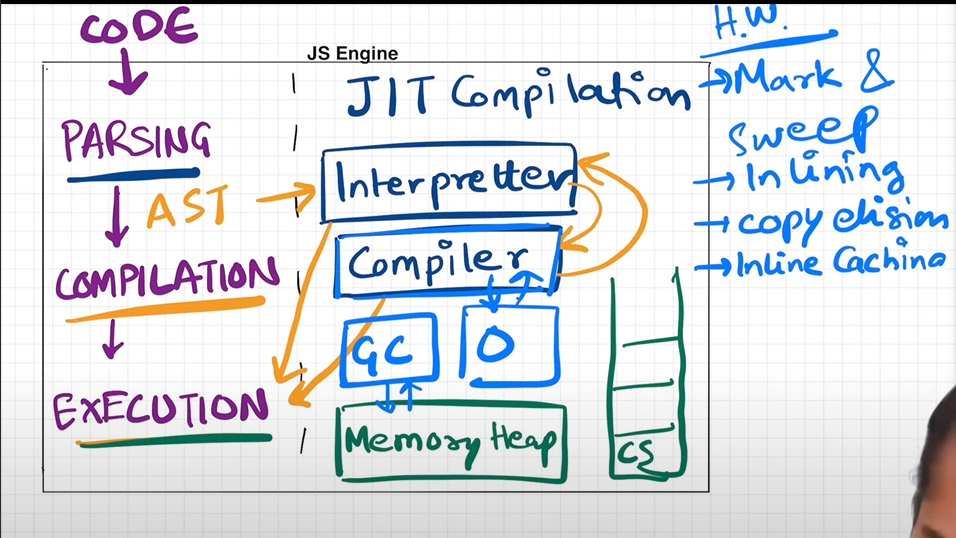 CODE
JS Engine
H.W.
JIT Compilation
→ Mark &
sweep
PARSING
Interpretter
→ Inlining
AST →
→ copy elision
Compiler
→ Inline Caching
COMPILATION
GC
O
EXECUTION
Memory Heap
CS